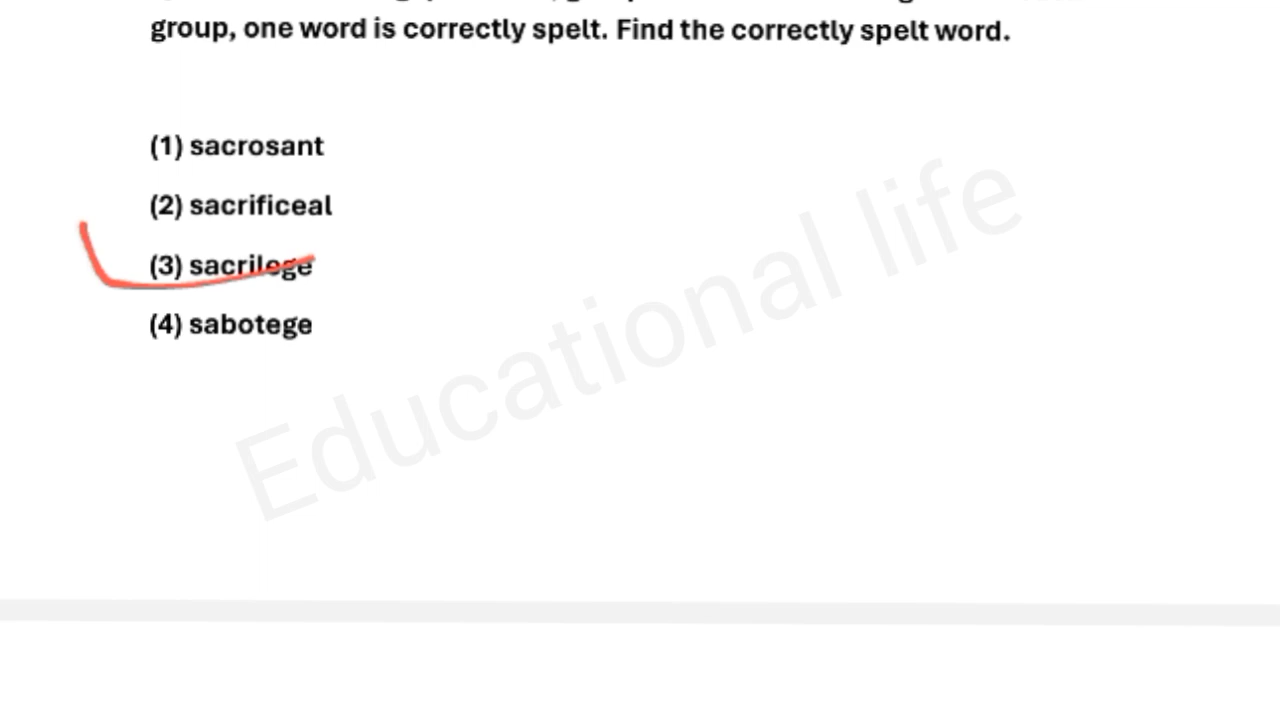 group, one word is correctly spelt. Find the correctly spelt word.
(1) sacrosant
(2) sacrificeal
(3) sacrilege
(4) sabotege
Educational life